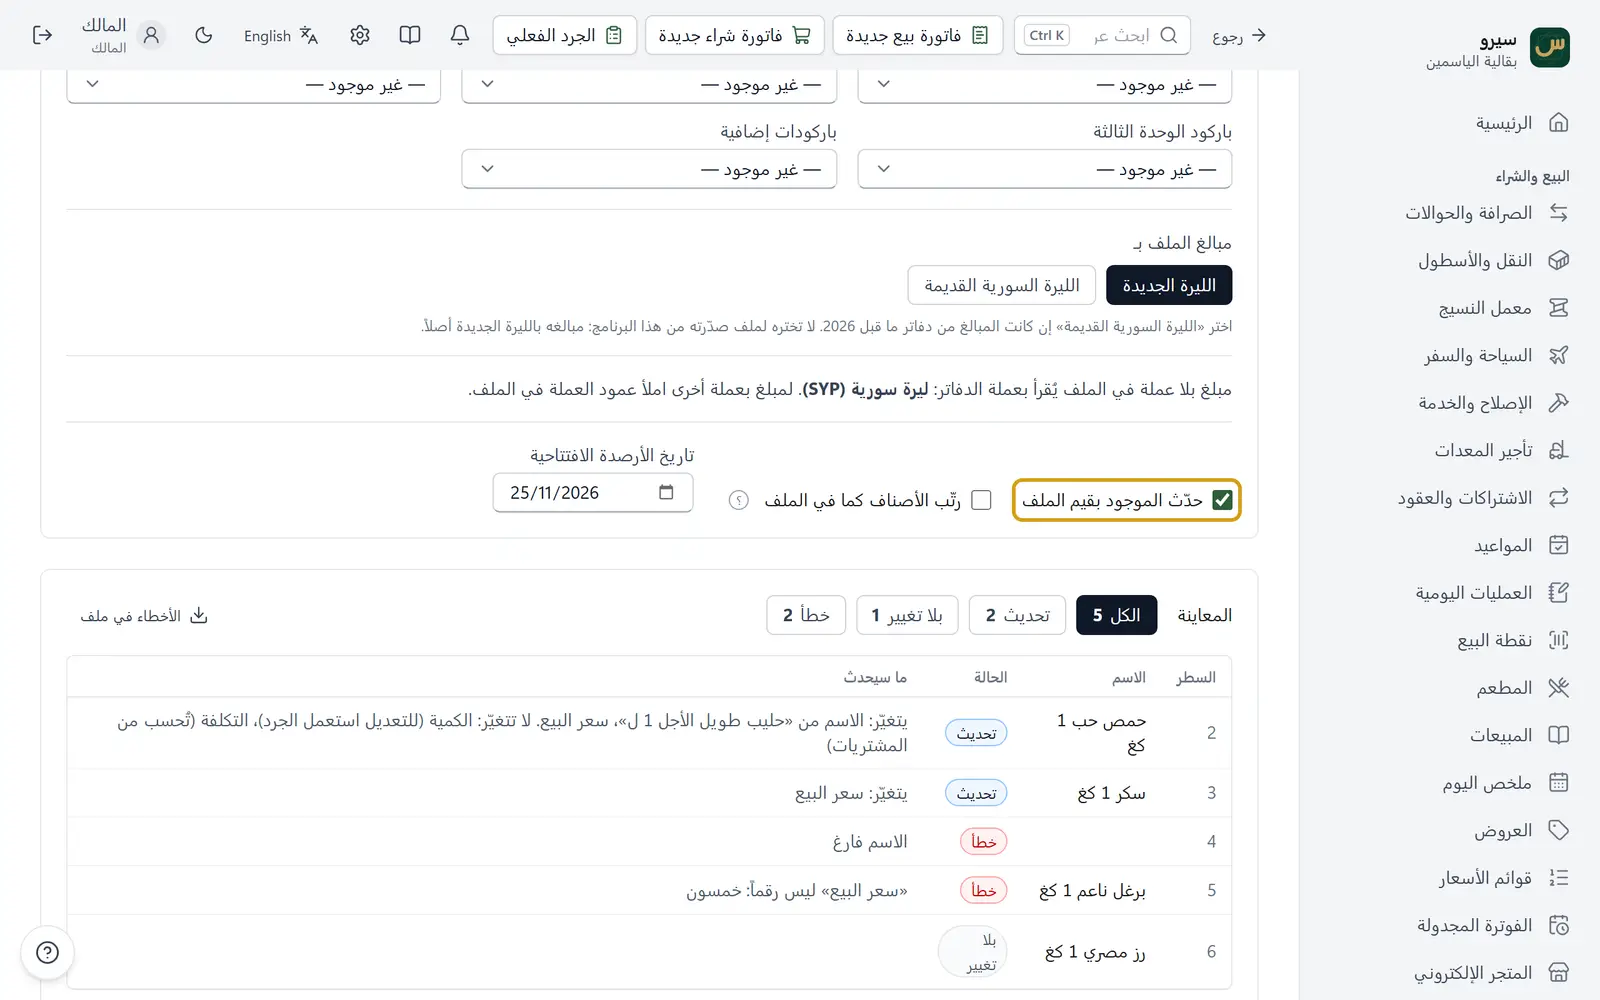 سيرو
بقالية الياسمين
رجوع
ابحث عر
Ctrl K
فاتورة بيع جديدة
فاتورة شراء جديدة
الجرد الفعلي
English
المالك
المالك
الرئيسية
البيع والشراء
الصرافة والحوالات
النقل والأسطول
معمل النسيج
السياحة والسفر
الإصلاح والخدمة
تأجير المعدات
الاشتراكات والعقود
المواعيد
العمليات اليومية
نقطة البيع
المطعم
المبيعات
ملخص اليوم
العروض
قوائم الأسعار
الفوترة المجدولة
المتجر الإلكتروني
— غير موجود —
— غير موجود —
— غير موجود —
باركود الوحدة الثالثة
باركودات إضافية
— غير موجود —
— غير موجود —
مبالغ الملف بـ
الليرة الجديدة
الليرة السورية القديمة
اختر «الليرة السورية القديمة» إن كانت المبالغ من دفاتر ما قبل 2026. لا تختره لملف صدّرته من هذا البرنامج: مبالغه بالليرة الجديدة أصلاً.
مبلغ بلا عملة في الملف يُقرأ بعملة الدفاتر: ليرة سورية (SYP). لمبلغ بعملة أخرى املأ عمود العملة في الملف.
حدّث الموجود بقيم الملف
رتّب الأصناف كما في الملف
؟
تاريخ الأرصدة الافتتاحية
25/11/2026
المعاينة
الكل 5
تحديث 2
بلا تغيير 1
خطأ 2
الأخطاء في ملف
السطر الاسم الحالة ما سيحدث
2 حمص حب 1 كغ تحديث يتغيّر: الاسم من «حليب طويل الأجل 1 ل»، سعر البيع. لا تتغيّر: الكمية (للتعديل استعمل الجرد)، التكلفة (تُحسب من
المشتريات)
3 سكر 1 كغ تحديث يتغيّر: سعر البيع
4 خطأ الاسم فارغ
5 برغل ناعم 1 كغ خطأ «سعر البيع» ليس رقماً: خمسون
6 رز مصري 1 كغ بلا تغيير